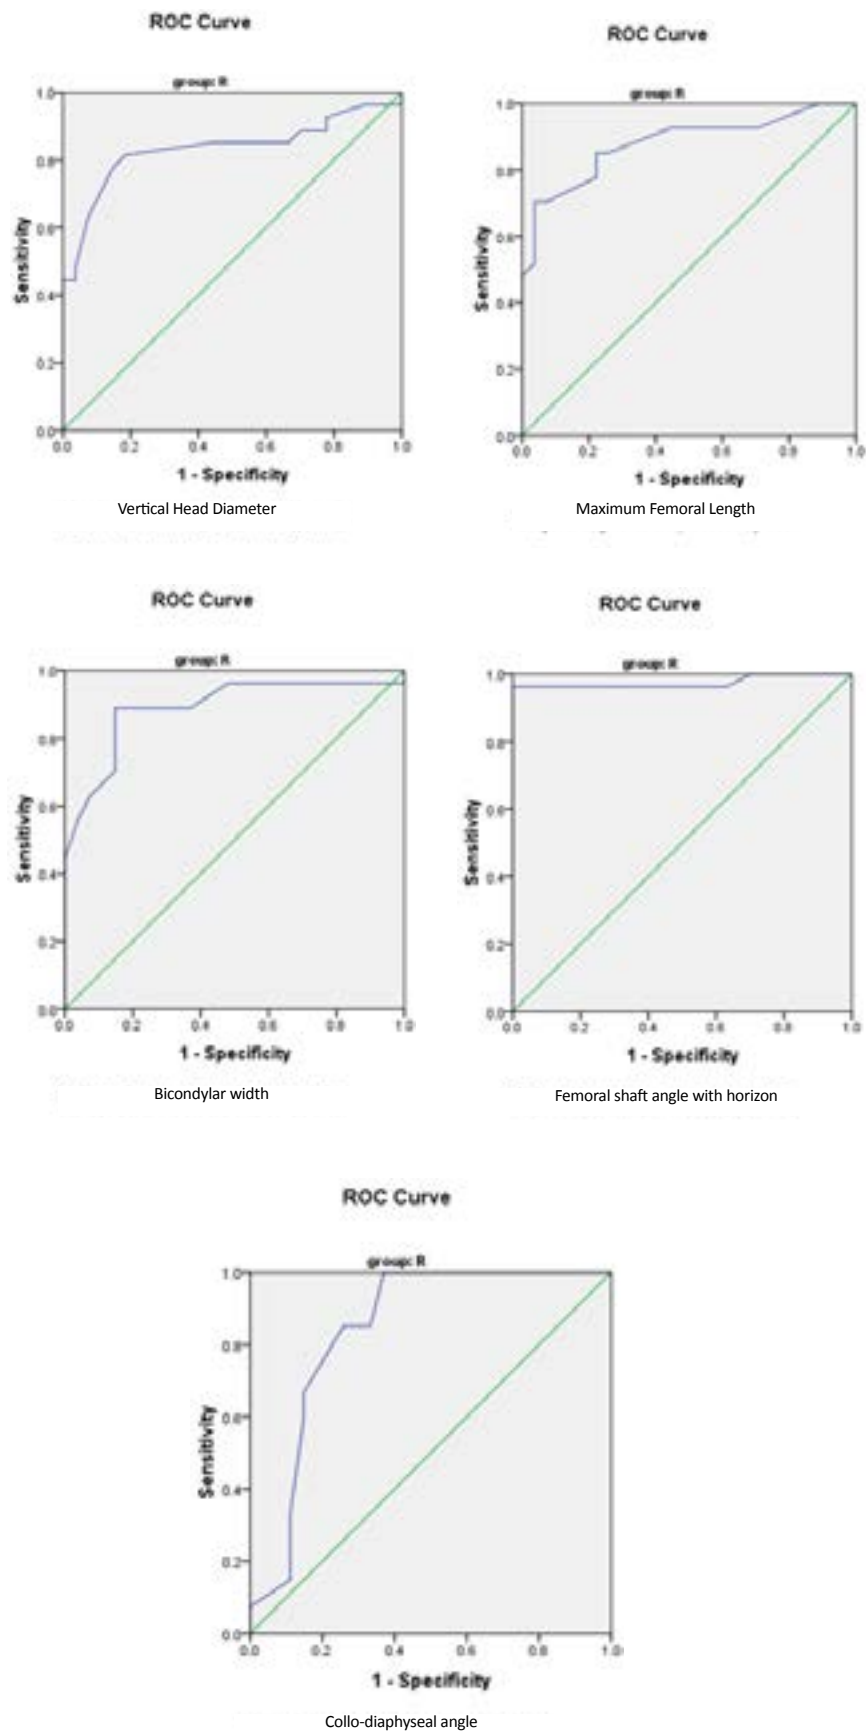 ROC Curve
group: R
1.0
0.8
0.6
0.4
0.2
0.0
Sensitivity
0.0 0.2 0.4 0.6 0.8 1.0
1 - Specificity
Vertical Head Diameter
ROC Curve
group: R
1.0
0.8
0.6
0.4
0.2
0.0
Sensitivity
0.0 0.2 0.4 0.6 0.8 1.0
1 - Specificity
Maximum Femoral Length
ROC Curve
group: R
1.0
0.8
0.6
0.4
0.2
0.0
Sensitivity
0.0 0.2 0.4 0.6 0.8 1.0
1 - Specificity
Bicondylar width
ROC Curve
group: R
1.0
0.8
0.6
0.4
0.2
0.0
Sensitivity
0.0 0.2 0.4 0.6 0.8 1.0
1 - Specificity
Femoral shaft angle with horizon
ROC Curve
group: R
1.0
0.8
0.6
0.4
0.2
0.0
Sensitivity
0.0 0.2 0.4 0.6 0.8 1.0
1 - Specificity
Collo-diaphyseal angle